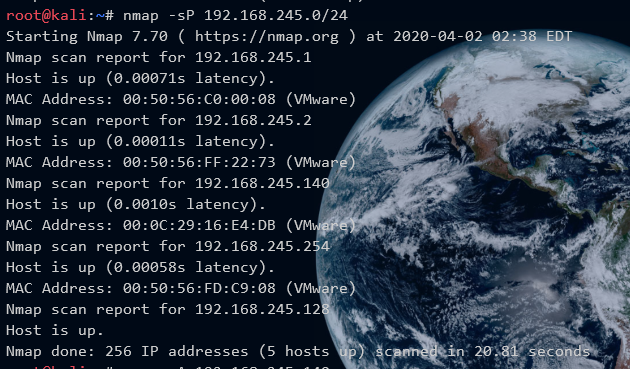 root@kali:~# nmap -sP 192.168.245.0/24
Starting Nmap 7.70 ( https://nmap.org ) at 2020-04-02 02:38 EDT
Nmap scan report for 192.168.245.1
Host is up (0.00071s latency).
MAC Address: 00:50:56:C0:00:08 (VMware)
Nmap scan report for 192.168.245.2
Host is up (0.00011s latency).
MAC Address: 00:50:56:FF:22:73 (VMware)
Nmap scan report for 192.168.245.140
Host is up (0.0010s latency).
MAC Address: 00:0C:29:16:E4:DB (VMware)
Nmap scan report for 192.168.245.254
Host is up (0.00058s latency).
MAC Address: 00:50:56:FD:C9:08 (VMware)
Nmap scan report for 192.168.245.128
Host is up.
Nmap done: 256 IP addresses (5 hosts up) scanned in 20.81 seconds